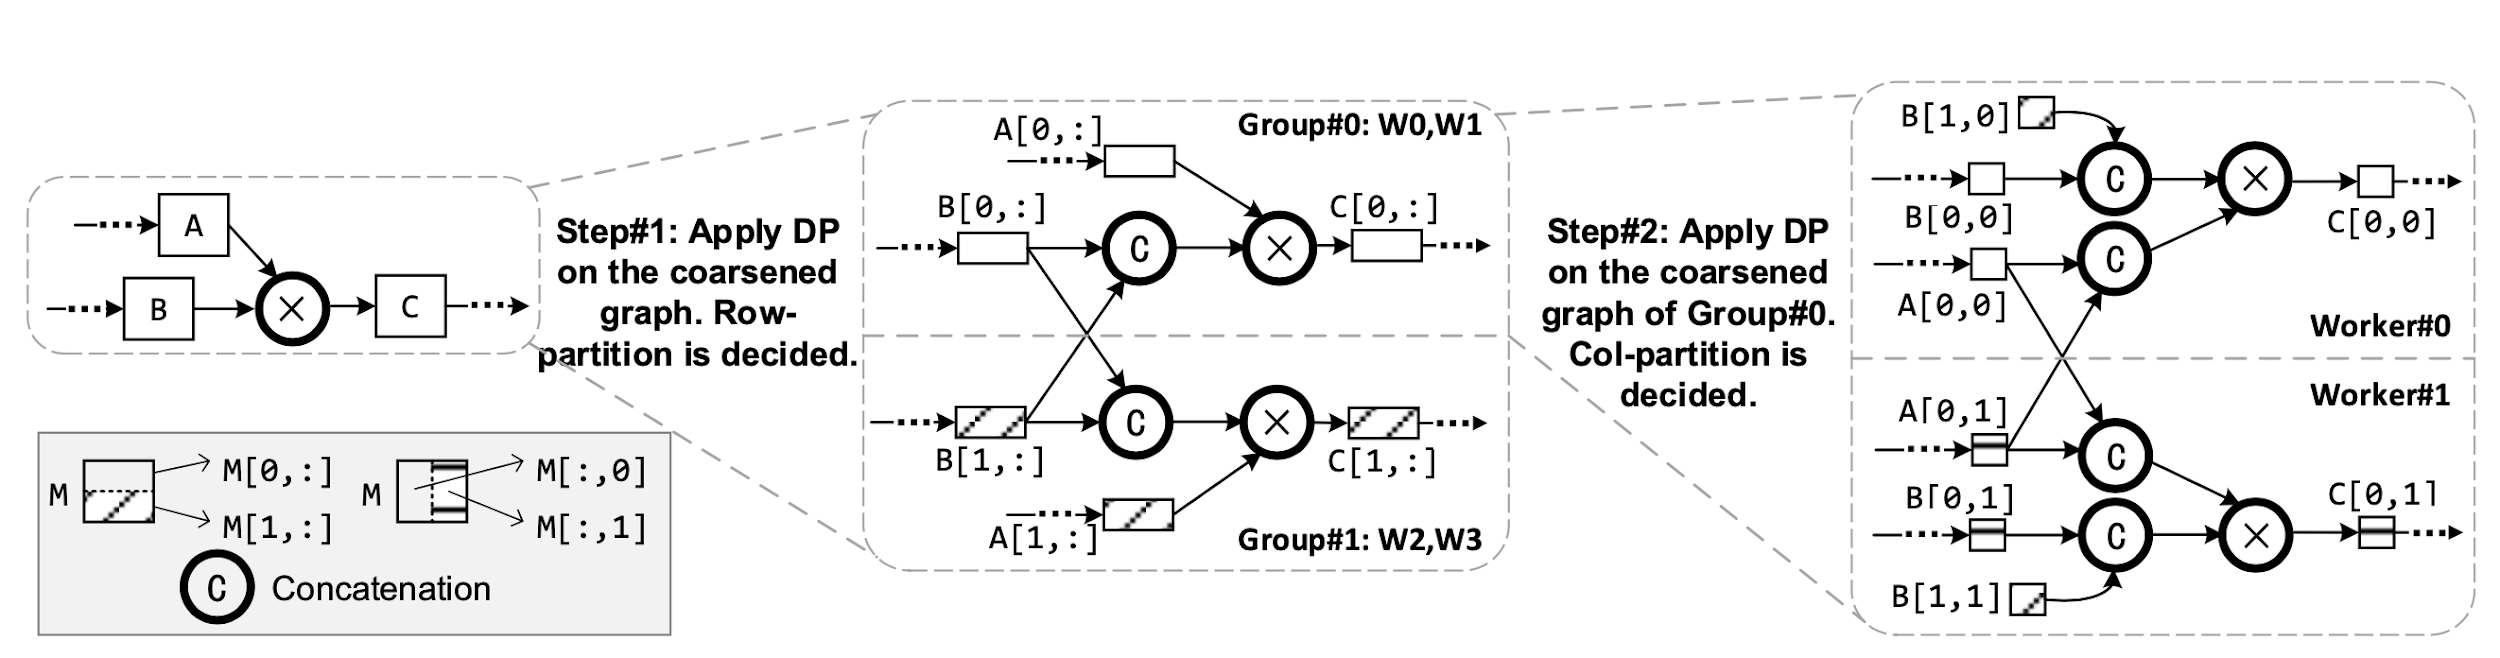 A
B
×
C
M
M[0,:]
M[1,:]
M
M[:,0]
M[:,1]
C
Concatenation
Step#1: Apply DP
on the coarsened
graph. Row-
partition is decided.
A[0,:]
Group#0: W0,W1
B[0,:]
C
×
C[0,:]
B[1,:]
C
×
C[1,:]
A[1,:]
Group#1: W2,W3
Step#2: Apply DP
on the coarsened
graph of Group#0.
Col-partition is
decided.
B[1,0]
C
×
B[0,0]
C[0,0]
C
A[0,0]
Worker#0
Worker#1
A[0,1]
C
B[0,1]
C[0,1]
C
×
B[1,1]